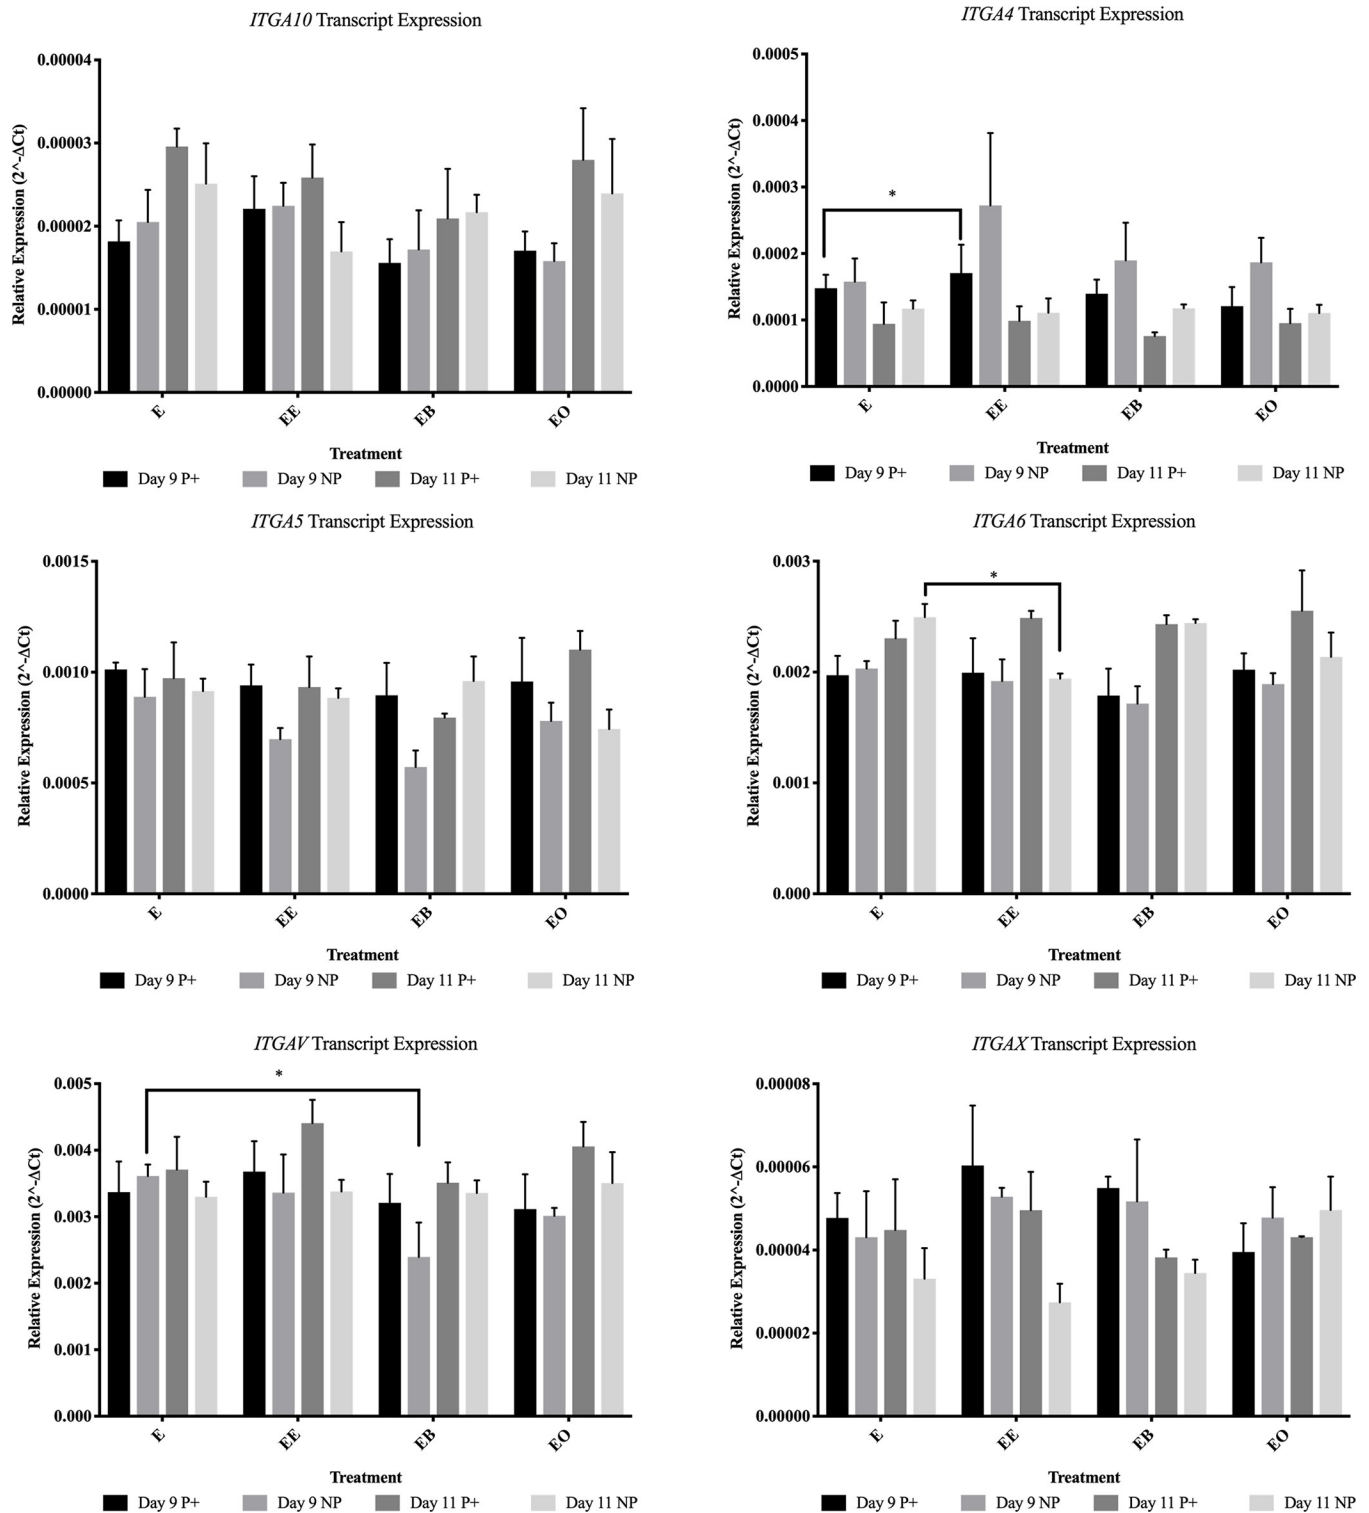 ITGA10 Transcript Expression
Relative Expression (2^-ΔCt)
0.00004
0.00003
0.00002
0.00001
0.00000
E EE EB EO
Treatment
Day 9 P+ Day 9 NP Day 11 P+ Day 11 NP
ITGA4 Transcript Expression
Relative Expression (2^-ΔCt)
0.0005
0.0004
0.0003
*
0.0002
0.0001
0.0000
E EE EB EO
Treatment
Day 9 P+ Day 9 NP Day 11 P+ Day 11 NP
ITGA5 Transcript Expression
Relative Expression (2^-ΔCt)
0.0015
0.0010
0.0005
0.0000
E EE EB EO
Treatment
Day 9 P+ Day 9 NP Day 11 P+ Day 11 NP
ITGA6 Transcript Expression
Relative Expression (2^-ΔCt)
0.003
*
0.002
0.001
0.000
E EE EB EO
Treatment
Day 9 P+ Day 9 NP Day 11 P+ Day 11 NP
ITGAV Transcript Expression
Relative Expression (2^-ΔCt)
*
0.005
0.004
0.003
0.002
0.001
0.000
E EE EB EO
Treatment
Day 9 P+ Day 9 NP Day 11 P+ Day 11 NP
ITGAX Transcript Expression
Relative Expression (2^-ΔCt)
0.00008
0.00006
0.00004
0.00002
0.00000
E EE EB EO
Treatment
Day 9 P+ Day 9 NP Day 11 P+ Day 11 NP